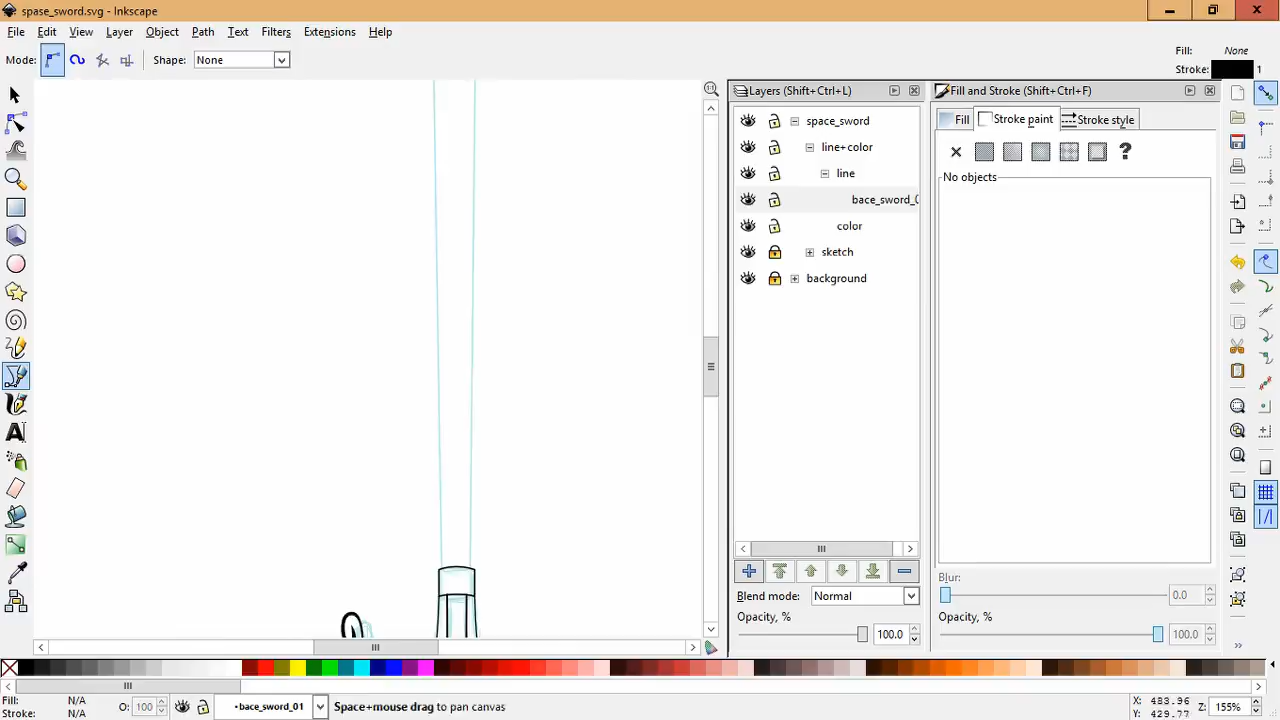 spase_sword.svg - Inkscape
File Edit View Layer Object Path Text Filters Extensions Help
Mode: Shape: None
Fill: None
Stroke: 1
Layers (Shift+Ctrl+L)
Fill and Stroke (Shift+Ctrl+F)
Fill Stroke paint Stroke style
space_sword
line+color
line
bace_sword_0
color
sketch
background
?
No objects
Blend mode: Normal
Opacity, % 100.0
Blur: 0.0
Opacity, % 100.0
Fill: N/A
Stroke: N/A
O: 100
•bace_sword_01
Space+mouse drag to pan canvas
X: 483.96
Y: 429.77
Z: 155%